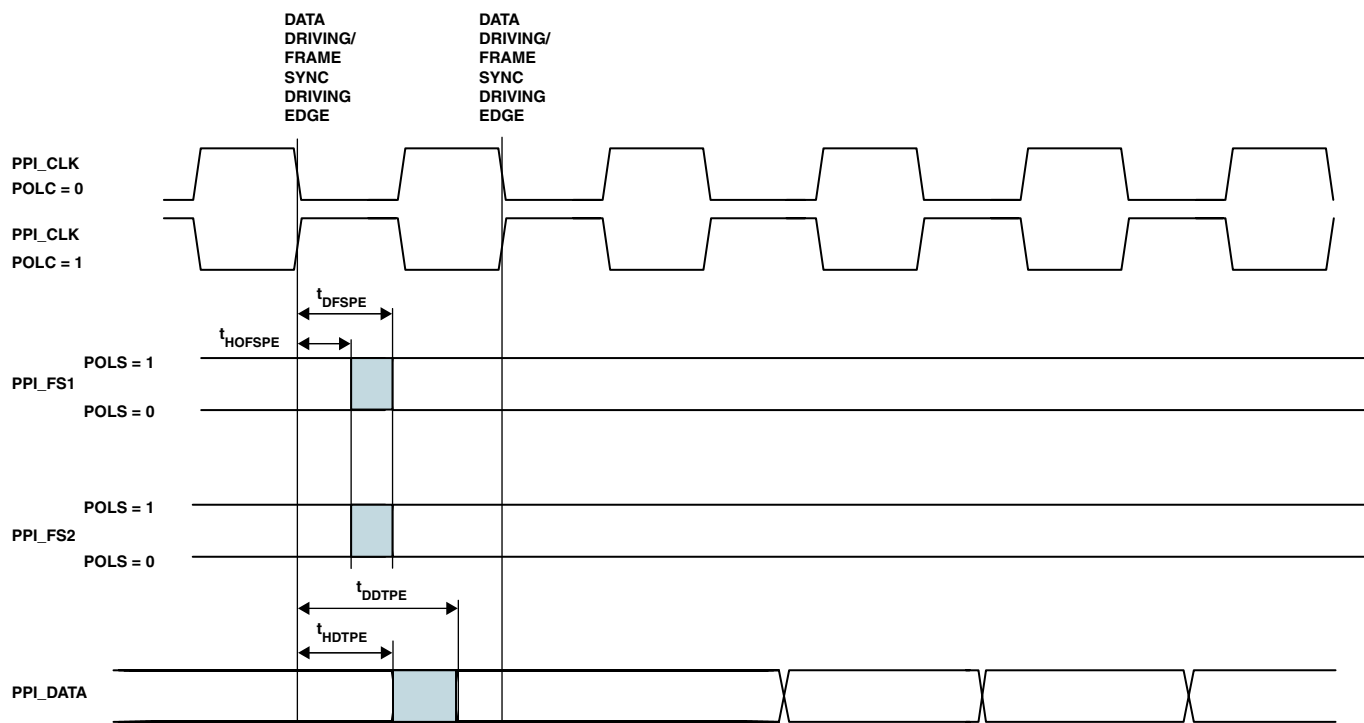 DATA
DRIVING/
FRAME
SYNC
DRIVING
EDGE
DATA
DRIVING/
FRAME
SYNC
DRIVING
EDGE
PPI_CLK
POLC = 0
PPI_CLK
POLC = 1
tDFSPE
tHOFSPE
POLS = 1
PPI_FS1
POLS = 0
POLS = 1
PPI_FS2
POLS = 0
tDDTPE
tHDTPE
PPI_DATA